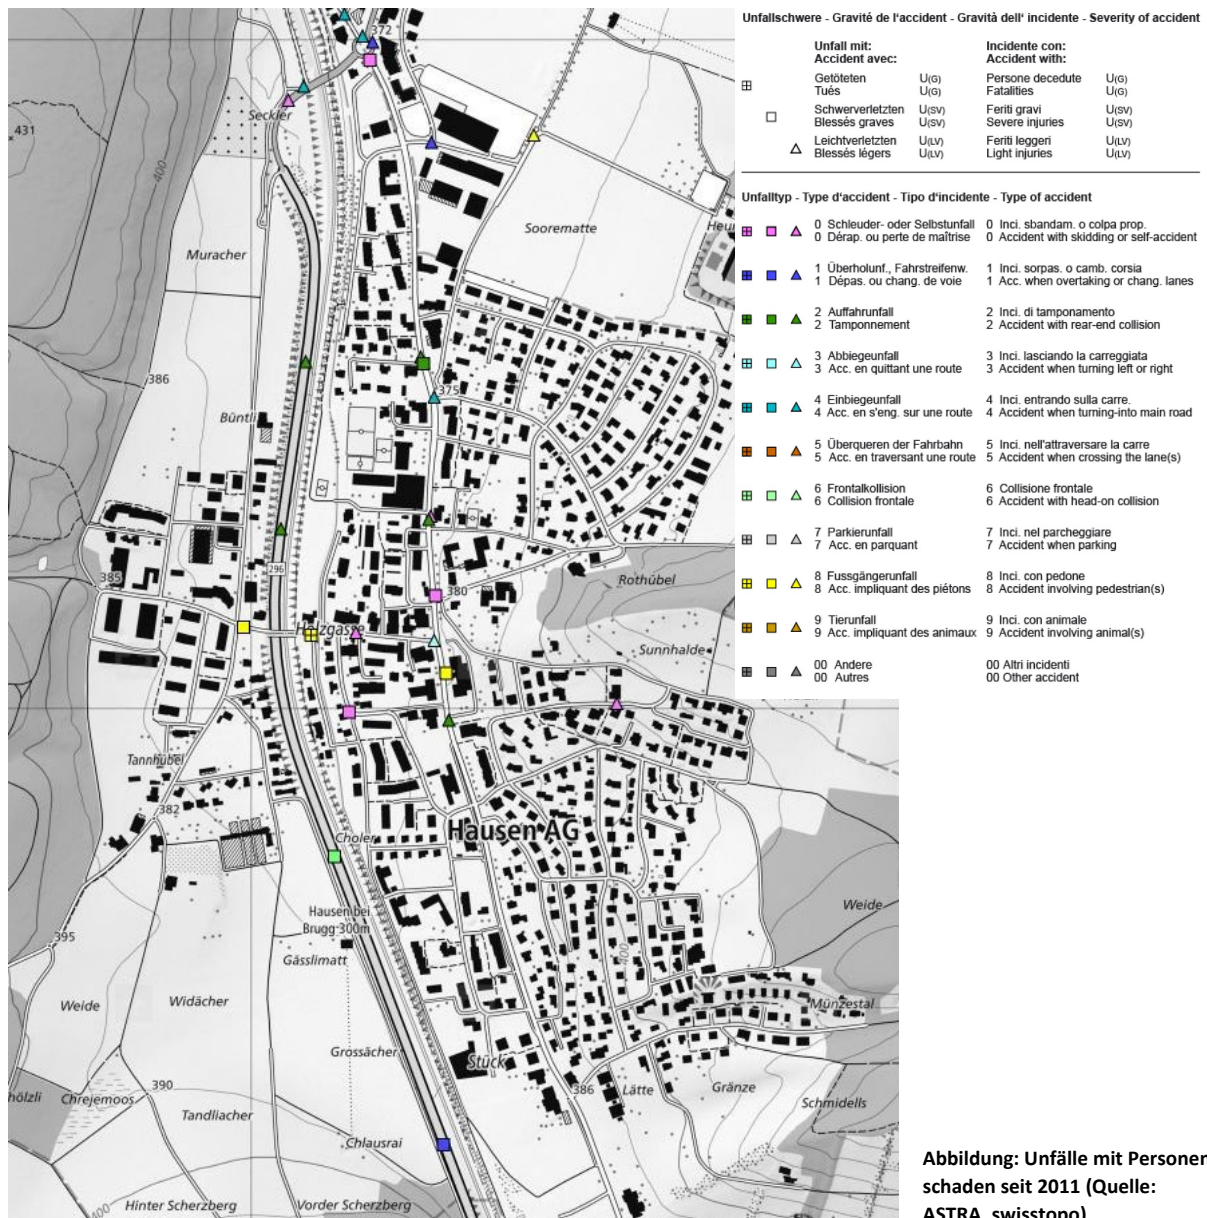 Unfallschwere - Gravité de l'accident - Gravità dell' incidente - Severity of accident
Unfall mit:
Accident avec:
Incidente con:
Accident with:
Getöteten U(G) Persone decedute U(G)
Tués U(G) Fatalities U(G)
Schwerverletzten U(SV) Feriti gravi U(SV)
Blessés graves U(SV) Severe injuries U(SV)
Leichtverletzten U(LV) Feriti leggeri U(LV)
Blessés légers U(LV) Light injuries U(LV)
Unfalltyp - Type d'accident - Tipo d'incidente - Type of accident
0 Schleuder- oder Selbstunfall 0 Inci. sbandam. o colpa prop.
0 Dérap. ou perte de maîtrise 0 Accident with skidding or self-accident
1 Überholunf., Fahrstreifenw. 1 Inci. sorpas. o camb. corsia
1 Dépas. ou chang. de voie 1 Acc. when overtaking or chang. lanes
2 Auffahrunfall 2 Inci. di tamponamento
2 Tamponnement 2 Accident with rear-end collision
3 Abbiegeunfall 3 Inci. lasciando la carreggiata
3 Acc. en quittant une route 3 Accident when turning left or right
4 Einbiegeunfall 4 Inci. entrando sulla carre.
4 Acc. en s'eng. sur une route 4 Accident when turning-into main road
5 Überqueren der Fahrbahn 5 Inci. nell'attraversare la carre
5 Acc. en traversant une route 5 Accident when crossing the lane(s)
6 Frontalkollision 6 Collisione frontale
6 Collision frontale 6 Accident with head-on collision
7 Parkierunfall 7 Inci. nel parcheggiare
7 Acc. en parquant 7 Accident when parking
8 Fussgängerunfall 8 Inci. con pedone
8 Acc. impliquant des piétons 8 Accident involving pedestrian(s)
9 Tierunfall 9 Inci. con animale
9 Acc. impliquant des animaux 9 Accident involving animal(s)
00 Andere 00 Altri incidenti
00 Autres 00 Other accident
372
Seckler
431
400
Soorematte
Muracher
386
375
Büntli
296
385
Rothübel
380
Holzgasse
Sunnhalde
Tannhübel
382
Hausen AG
Choler
Weide
Hausen bei
Brugg 300m
395
Gässlimatt
400
Weide
Widächer
Münzestal
Grossächer
Stück
390
386
Lätte
Gränze
Chrejemoos
Tandliacher
Schmidells
Chlausrai
Hinter Scherzberg
Vorder Scherzberg
400
Abbildung: Unfälle mit Personen
schaden seit 2011 (Quelle:
ASTRA, swisstopo)